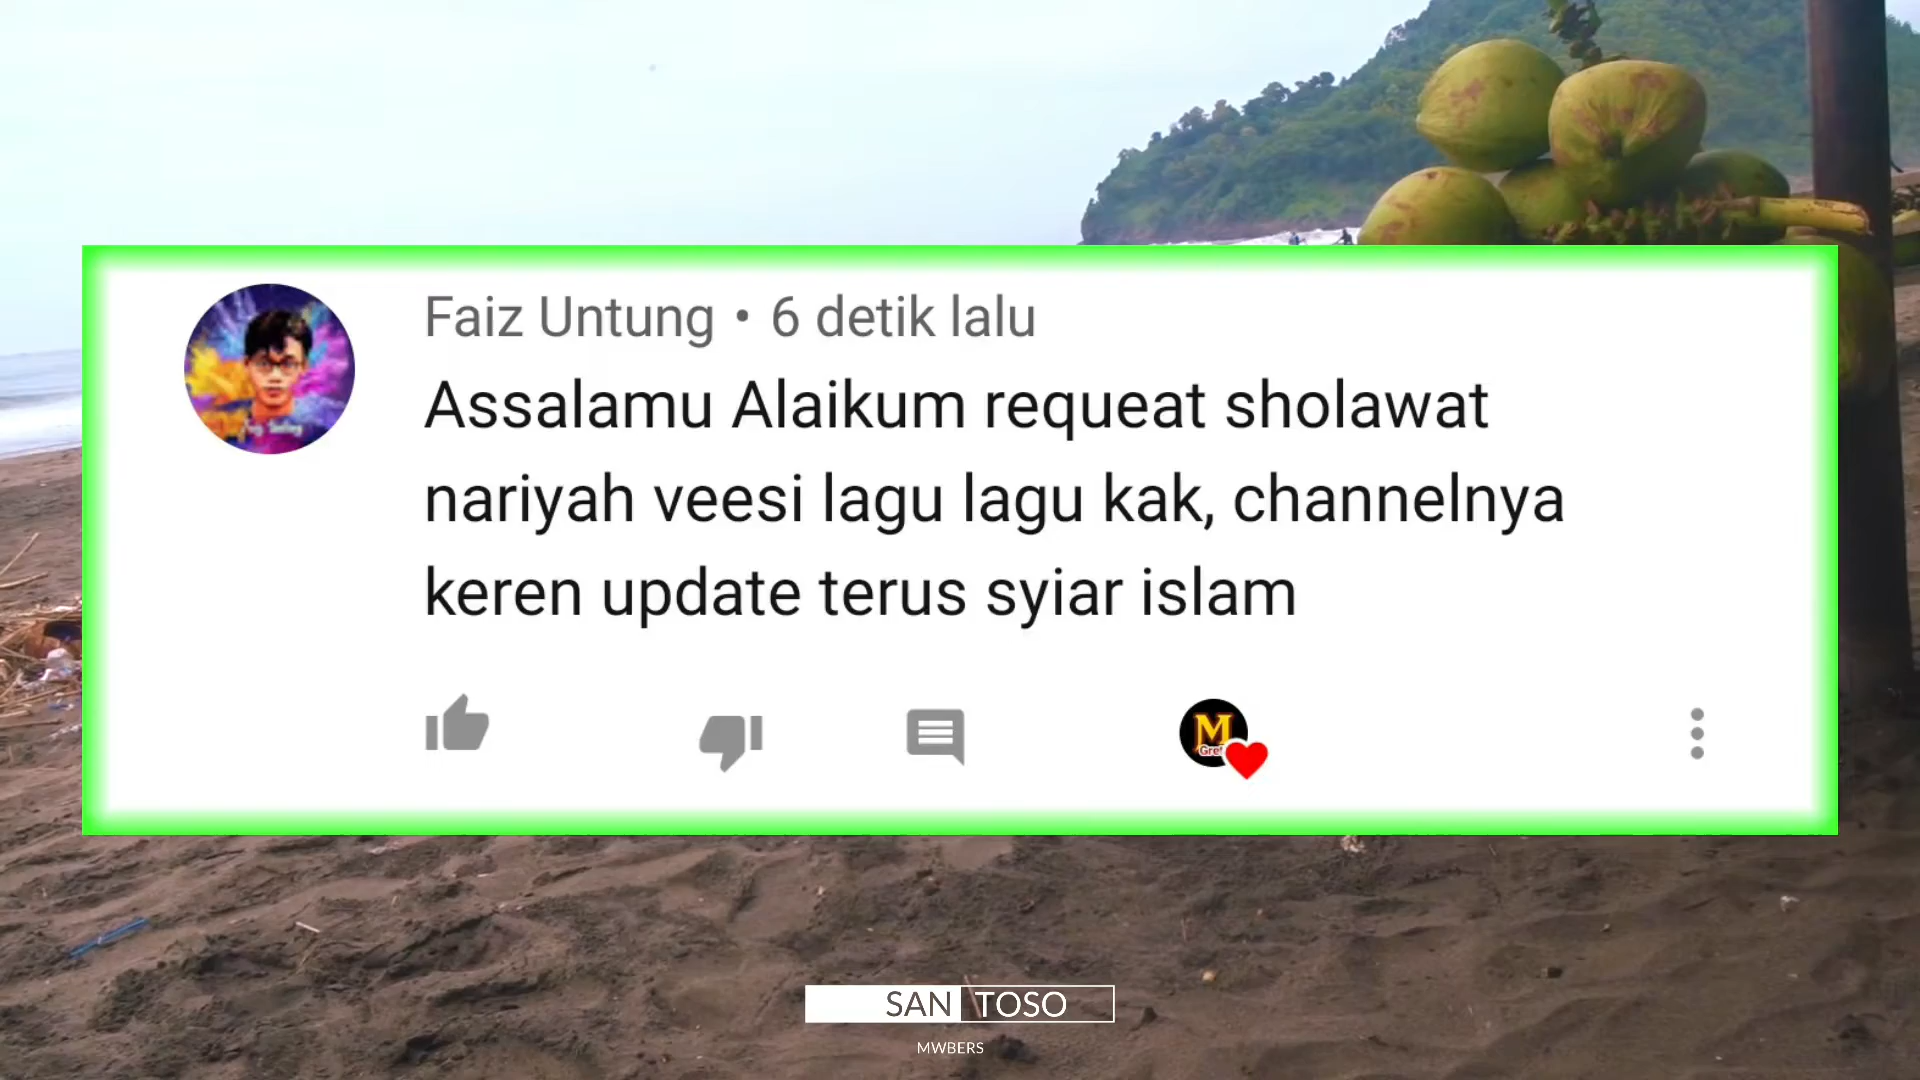 Faiz Untung • 6 detik lalu
Assalamu Alaikum requeat sholawat
nariyah veesi lagu lagu kak, channelnya
keren update terus syiar islam
M
SAN TOSO
MWBERS